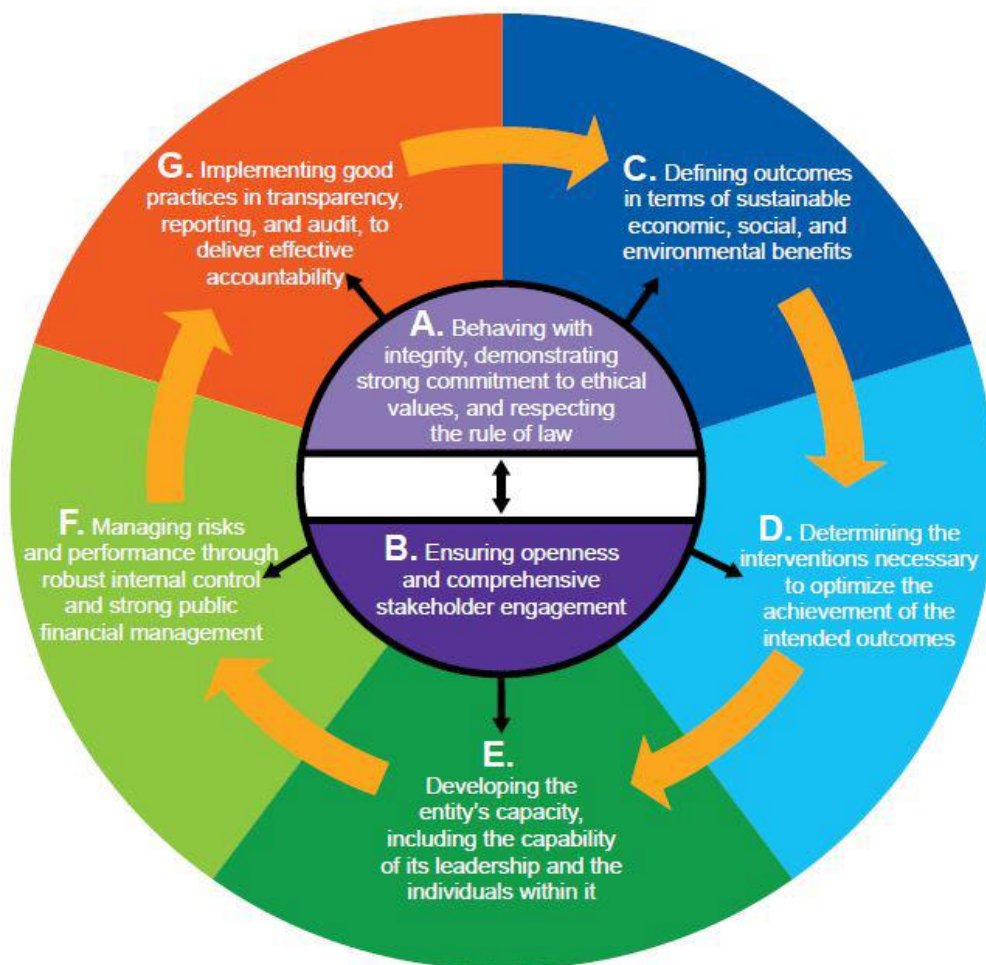 A. Behaving with
integrity, demonstrating
strong commitment to ethical
values, and respecting
the rule of law
B. Ensuring openness
and comprehensive
stakeholder engagement
C. Defining outcomes
in terms of sustainable
economic, social, and
environmental benefits
D. Determining the
interventions necessary
to optimize the
achievement of the
intended outcomes
E.
Developing the
entity's capacity,
including the capability
of its leadership and the
individuals within it
F. Managing risks
and performance through
robust internal control
and strong public
financial management
G. Implementing good
practices in transparency,
reporting, and audit, to
deliver effective
accountability